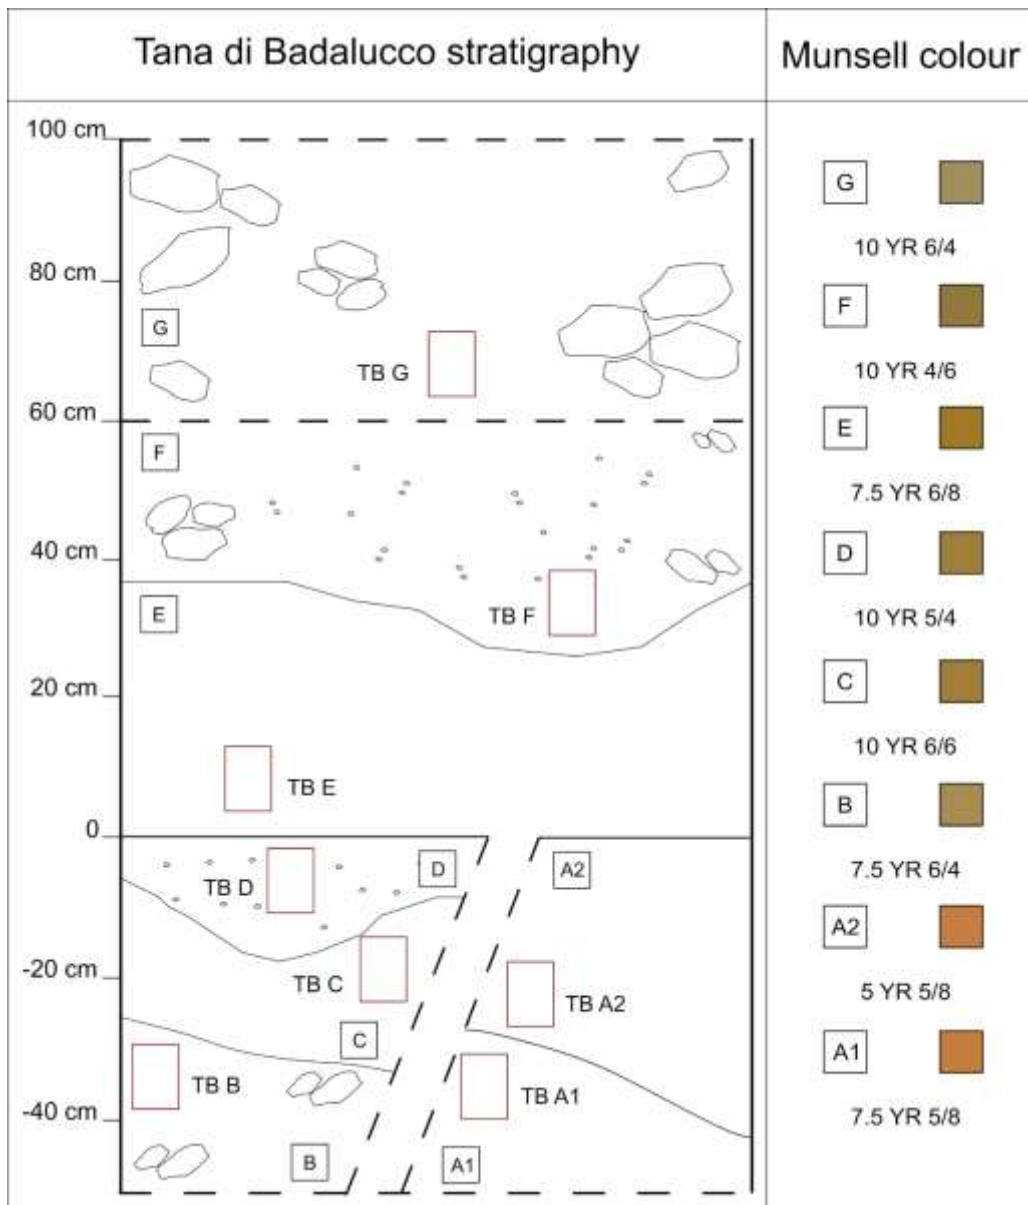 Tana di Badalucco stratigraphy
Munsell colour
100 cm
80 cm
G
TB G
60 cm
F
40 cm
TB F
E
20 cm
TB E
0
D
A2
TB D
-20 cm
TB C
TB A2
C
TB B
TB A1
-40 cm
B
A1
G
10 YR 6/4
F
10 YR 4/6
E
7.5 YR 6/8
D
10 YR 5/4
C
10 YR 6/6
B
7.5 YR 6/4
A2
5 YR 5/8
A1
7.5 YR 5/8